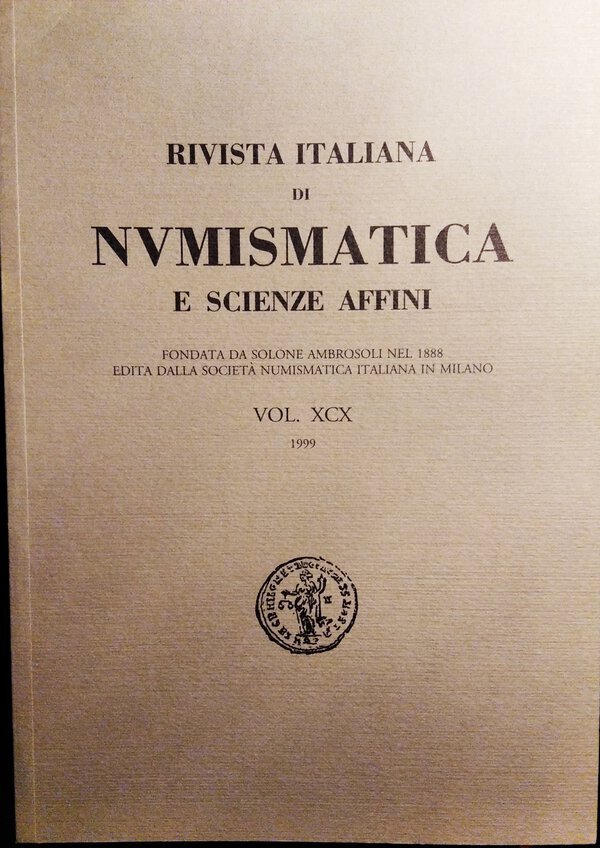 RIVISTA ITALIANA
DI
NVMISMATICA
E SCIENZE AFFINI
FONDATA DA SOLONE AMBROSOLI NEL 1888
EDITA DALLA SOCIETÀ NUMISMATICA ITALIANA IN MILANO
VOL. XCX
1999